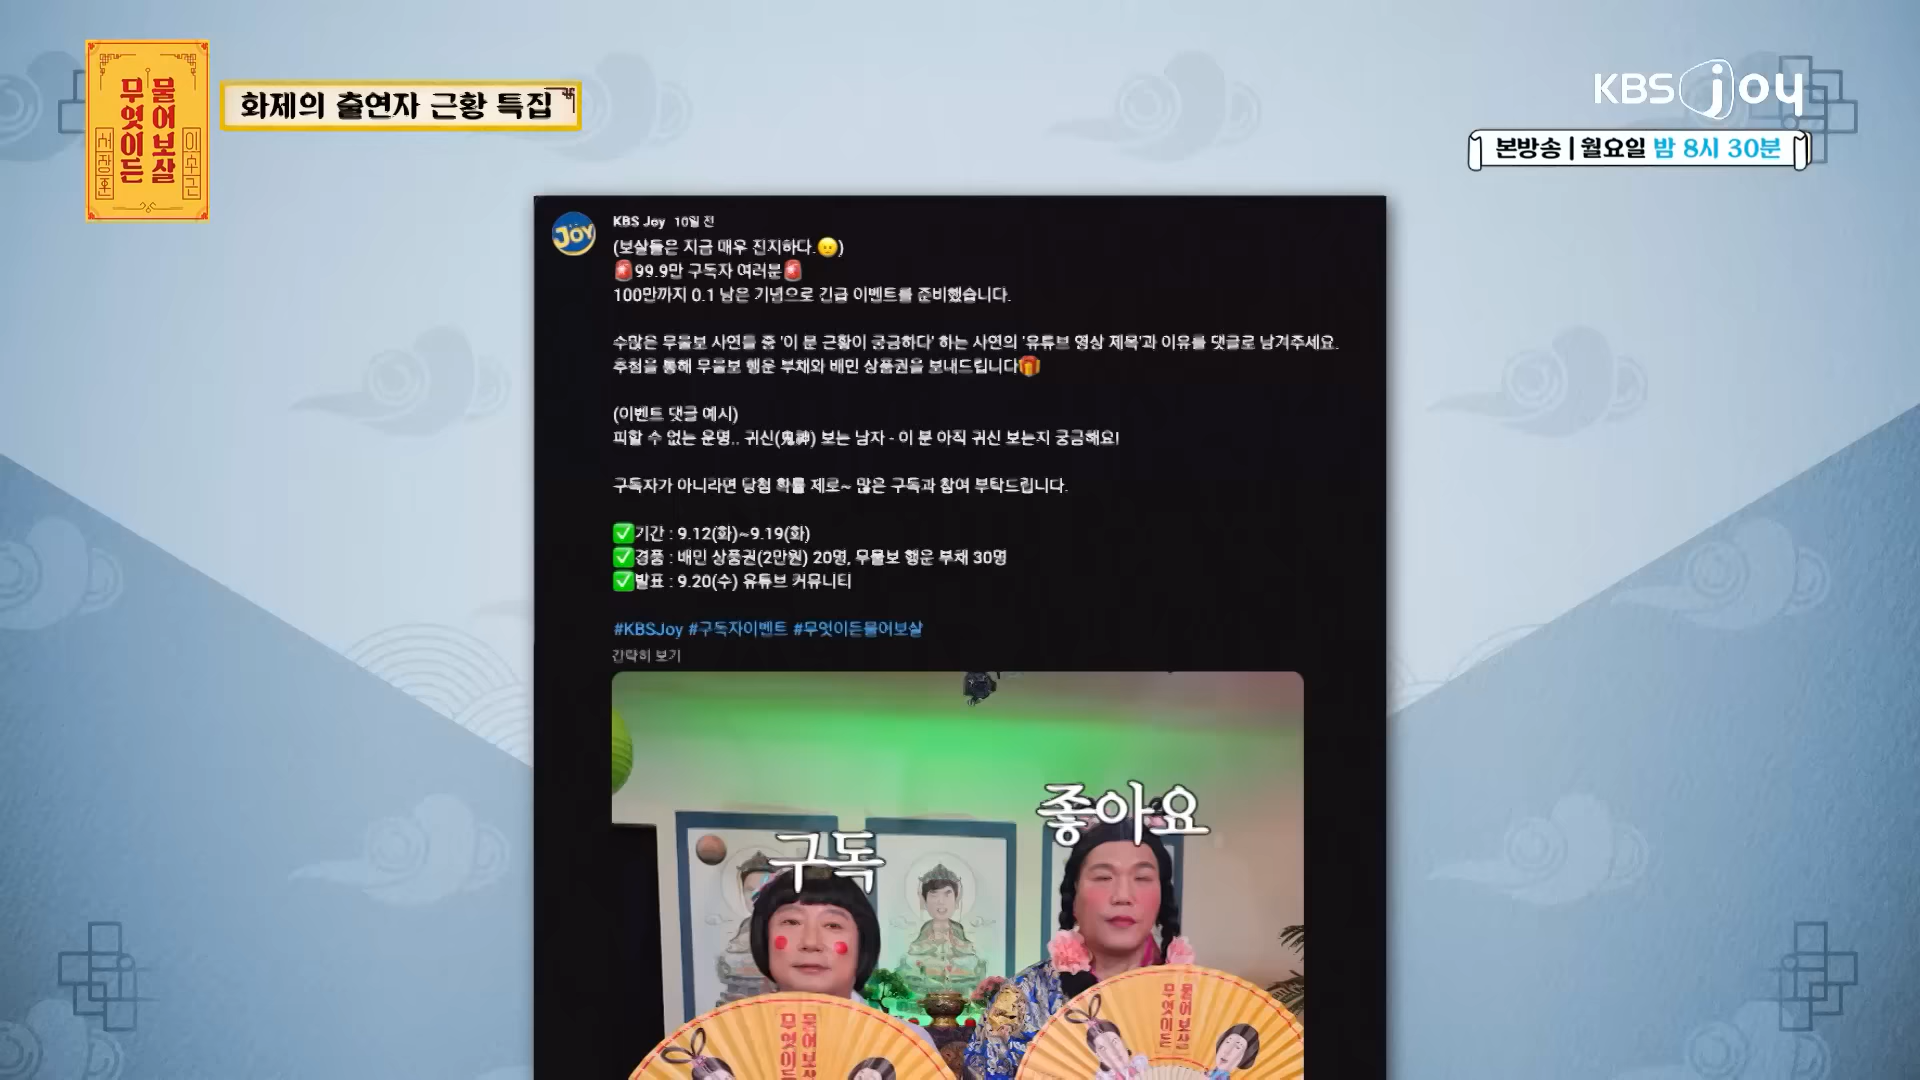 무엇이든
물어보살
서장훈
이수근
화제의 출연자 근황 특집
KBS joy
본방송 | 월요일 밤 8시 30분
JOY
KBS Joy 10일 전
(보살들은 지금 매우 진지하다.🙂)
🚨99.9만 구독자 여러분🚨
100만까지 0.1 남은 기념으로 긴급 이벤트를 준비했습니다.
수많은 무물보 사연들 중 '이 분 근황이 궁금하다' 하는 사연의 '유튜브 영상 제목'과 이유를 댓글로 남겨주세요.
추첨을 통해 무물보 행운 부채와 배민 상품권을 보내드립니다🎁
(이벤트 댓글 예시)
피할 수 없는 운명.. 귀신(鬼神) 보는 남자 - 이 분 아직 귀신 보는지 궁금해요!
구독자가 아니라면 당첨 확률 제로~ 많은 구독과 참여 부탁드립니다.
✅기간 : 9.12(화)~9.19(화)
✅경품 : 배민 상품권(2만원) 20명, 무물보 행운 부채 30명
✅발표 : 9.20(수) 유튜브 커뮤니티
#KBSJoy #구독자이벤트 #무엇이든물어보살
간략히 보기
좋아요
구독
무엇이든
물어보살
무엇이든
물어보살